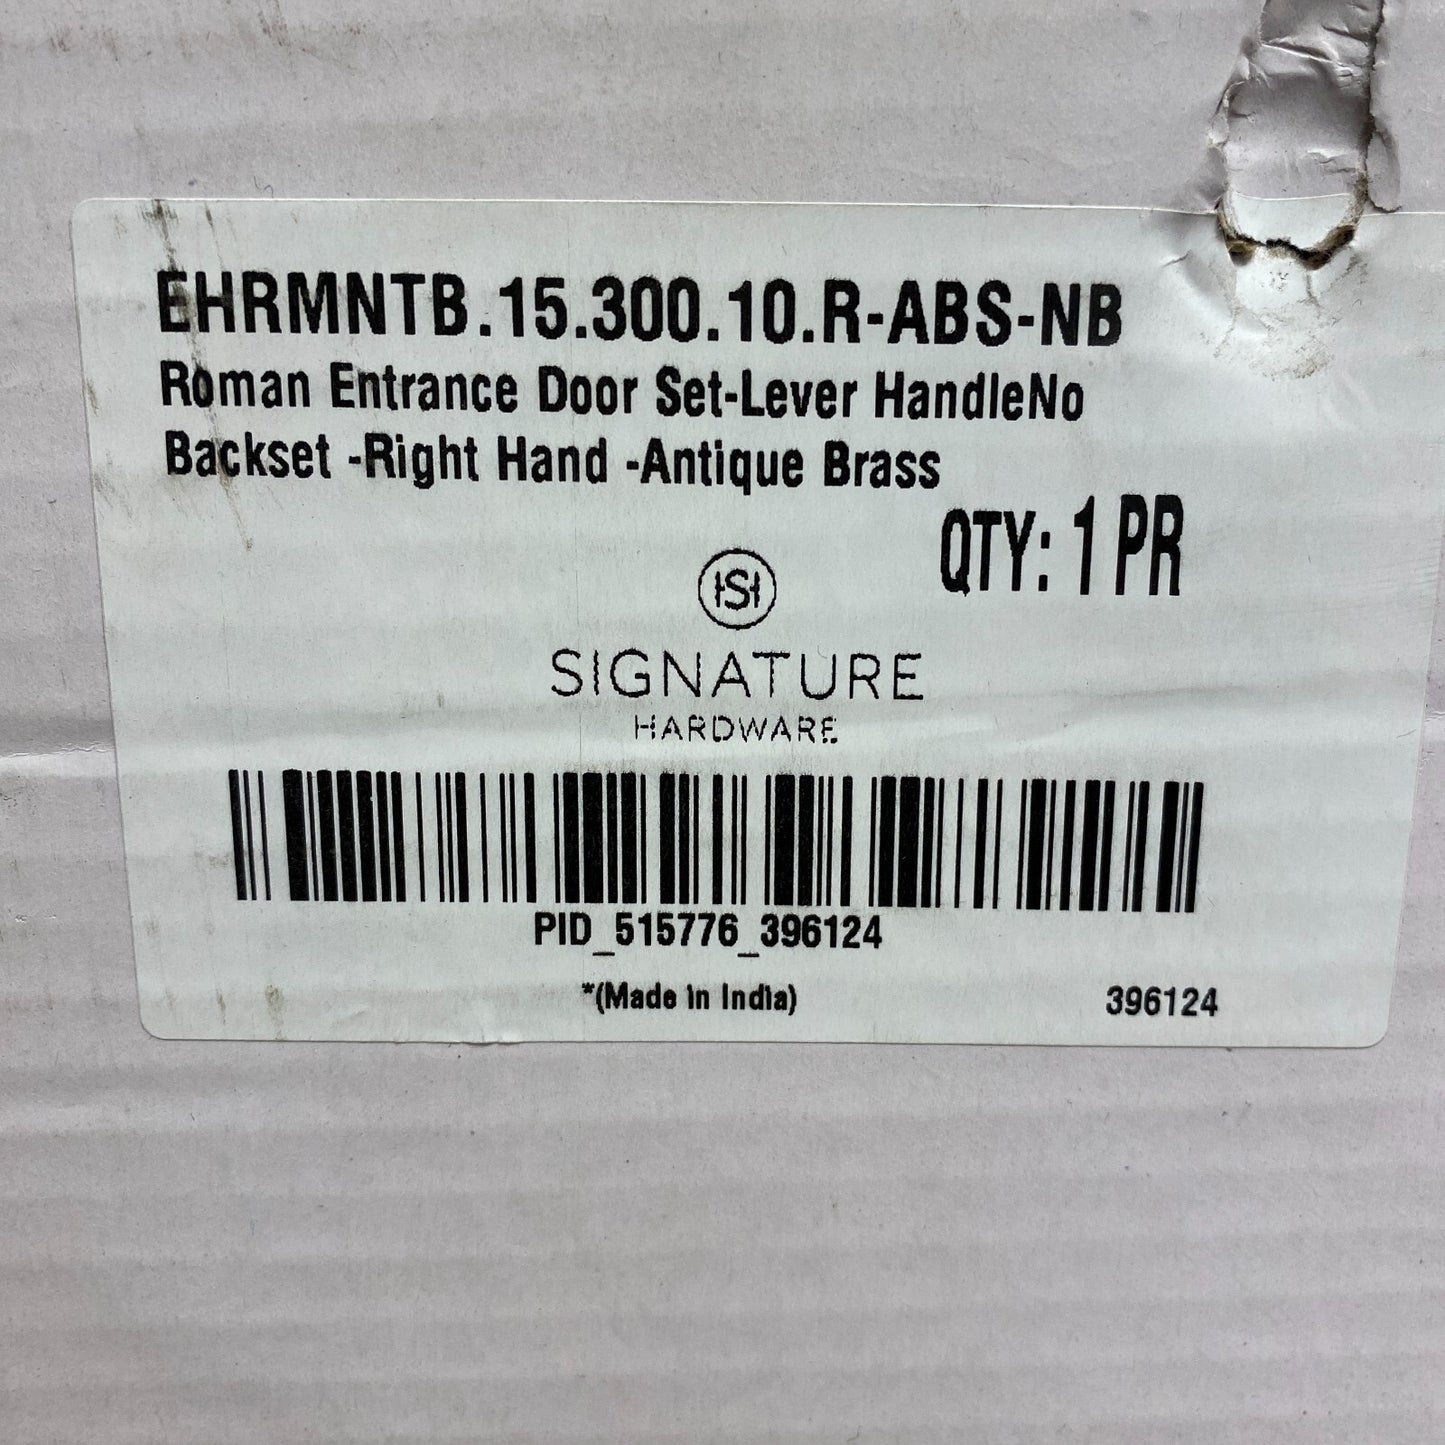 EHRMNTB.15.300.10.R-ABS-NB
Roman Entrance Door Set-Lever HandleNo
Backset -Right Hand -Antique Brass
QTY: 1 PR
HSH
SIGNATURE
HARDWARE
PID_515776_396124
*(Made in India)
396124